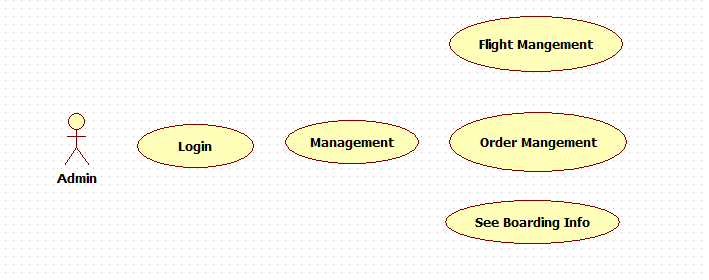 Flight Mangement
Admin
Login
Management
Order Mangement
See Boarding Info